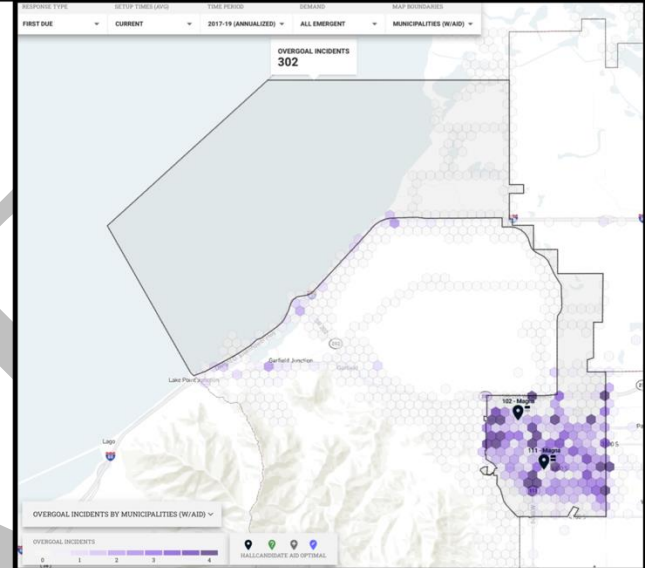 RESPONSE TYPE SETUP TIMES (AVG) TIME PERIOD DEMAND MAP BOUNDARIES
FIRST DUE CURRENT 2017-19 (ANNUALIZED) ALL EMERGENT MUNICIPALITIES (W/AID)
OVERGOAL INCIDENTS
302
Garfield Junction
Garfield
Lake Point
102 - Magna
111 - Magna
Lago
OVERGOAL INCIDENTS BY MUNICIPALITIES (W/AID)
OVERGOAL INCIDENTS
0 1 2 3 4
HALL CANDIDATE AID OPTIMAL